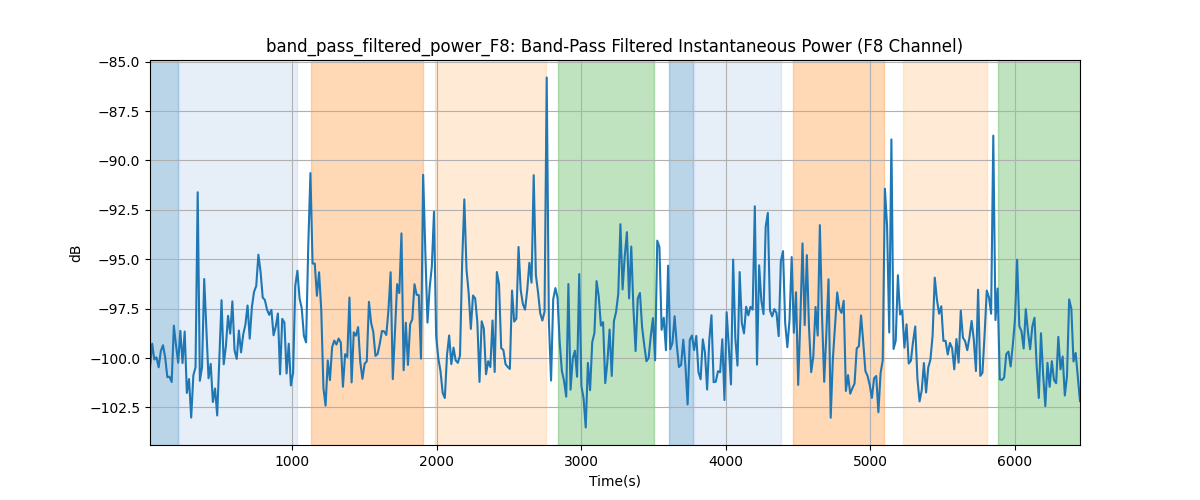 band_pass_filtered_power_F8: Band-Pass Filtered Instantaneous Power (F8 Channel)
−85.0
−87.5
−90.0
−92.5
−95.0
−97.5
−100.0
−102.5
dB
1000 2000 3000 4000 5000 6000
Time(s)